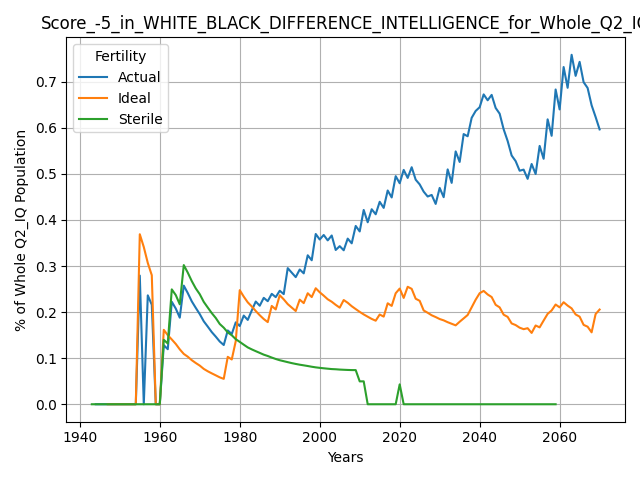 Score_-5_in_WHITE_BLACK_DIFFERENCE_INTELLIGENCE_for_Whole_Q2_IQ
Fertility
Actual
Ideal
Sterile
% of Whole Q2_IQ Population
0.7
0.6
0.5
0.4
0.3
0.2
0.1
0.0
1940 1960 1980 2000 2020 2040 2060
Years